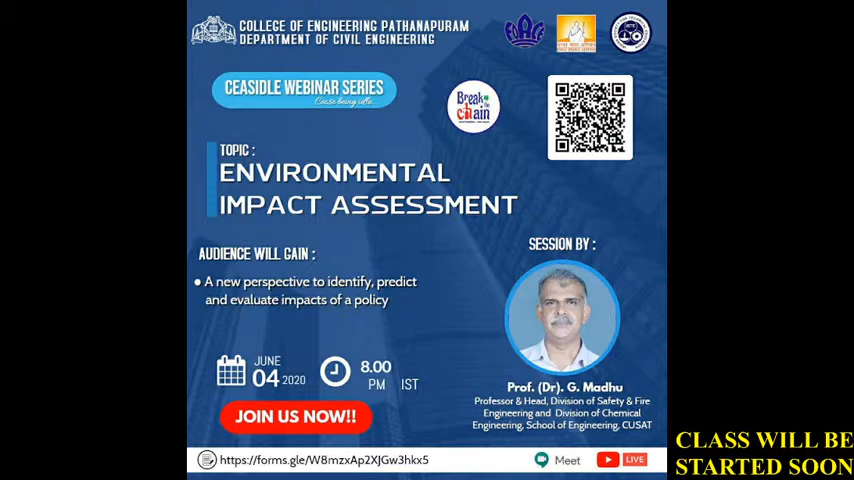 COLLEGE OF ENGINEERING PATHANAPURAM
DEPARTMENT OF CIVIL ENGINEERING
CEASIDLE WEBINAR SERIES
Cease being idle..
Break
the
chain
TOPIC :
ENVIRONMENTAL
IMPACT ASSESSMENT
AUDIENCE WILL GAIN :
• A new perspective to identify, predict
and evaluate impacts of a policy
SESSION BY :
JUNE
04 2020
8.00
PM IST
JOIN US NOW!!
Prof. (Dr). G. Madhu
Professor & Head, Division of Safety & Fire
Engineering and Division of Chemical
Engineering, School of Engineering, CUSAT
https://forms.gle/W8mzxAp2XJGw3hkx5
Meet
LIVE
CLASS WILL BE
STARTED SOON